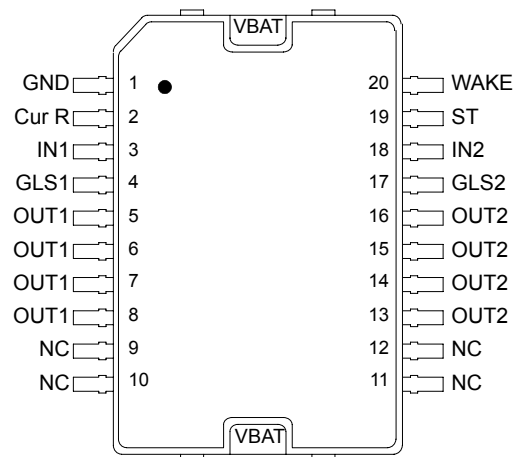 VBAT
GND 1 20 WAKE
Cur R 2 19 ST
IN1 3 18 IN2
GLS1 4 17 GLS2
OUT1 5 16 OUT2
OUT1 6 15 OUT2
OUT1 7 14 OUT2
OUT1 8 13 OUT2
NC 9 12 NC
NC 10 11 NC
VBAT